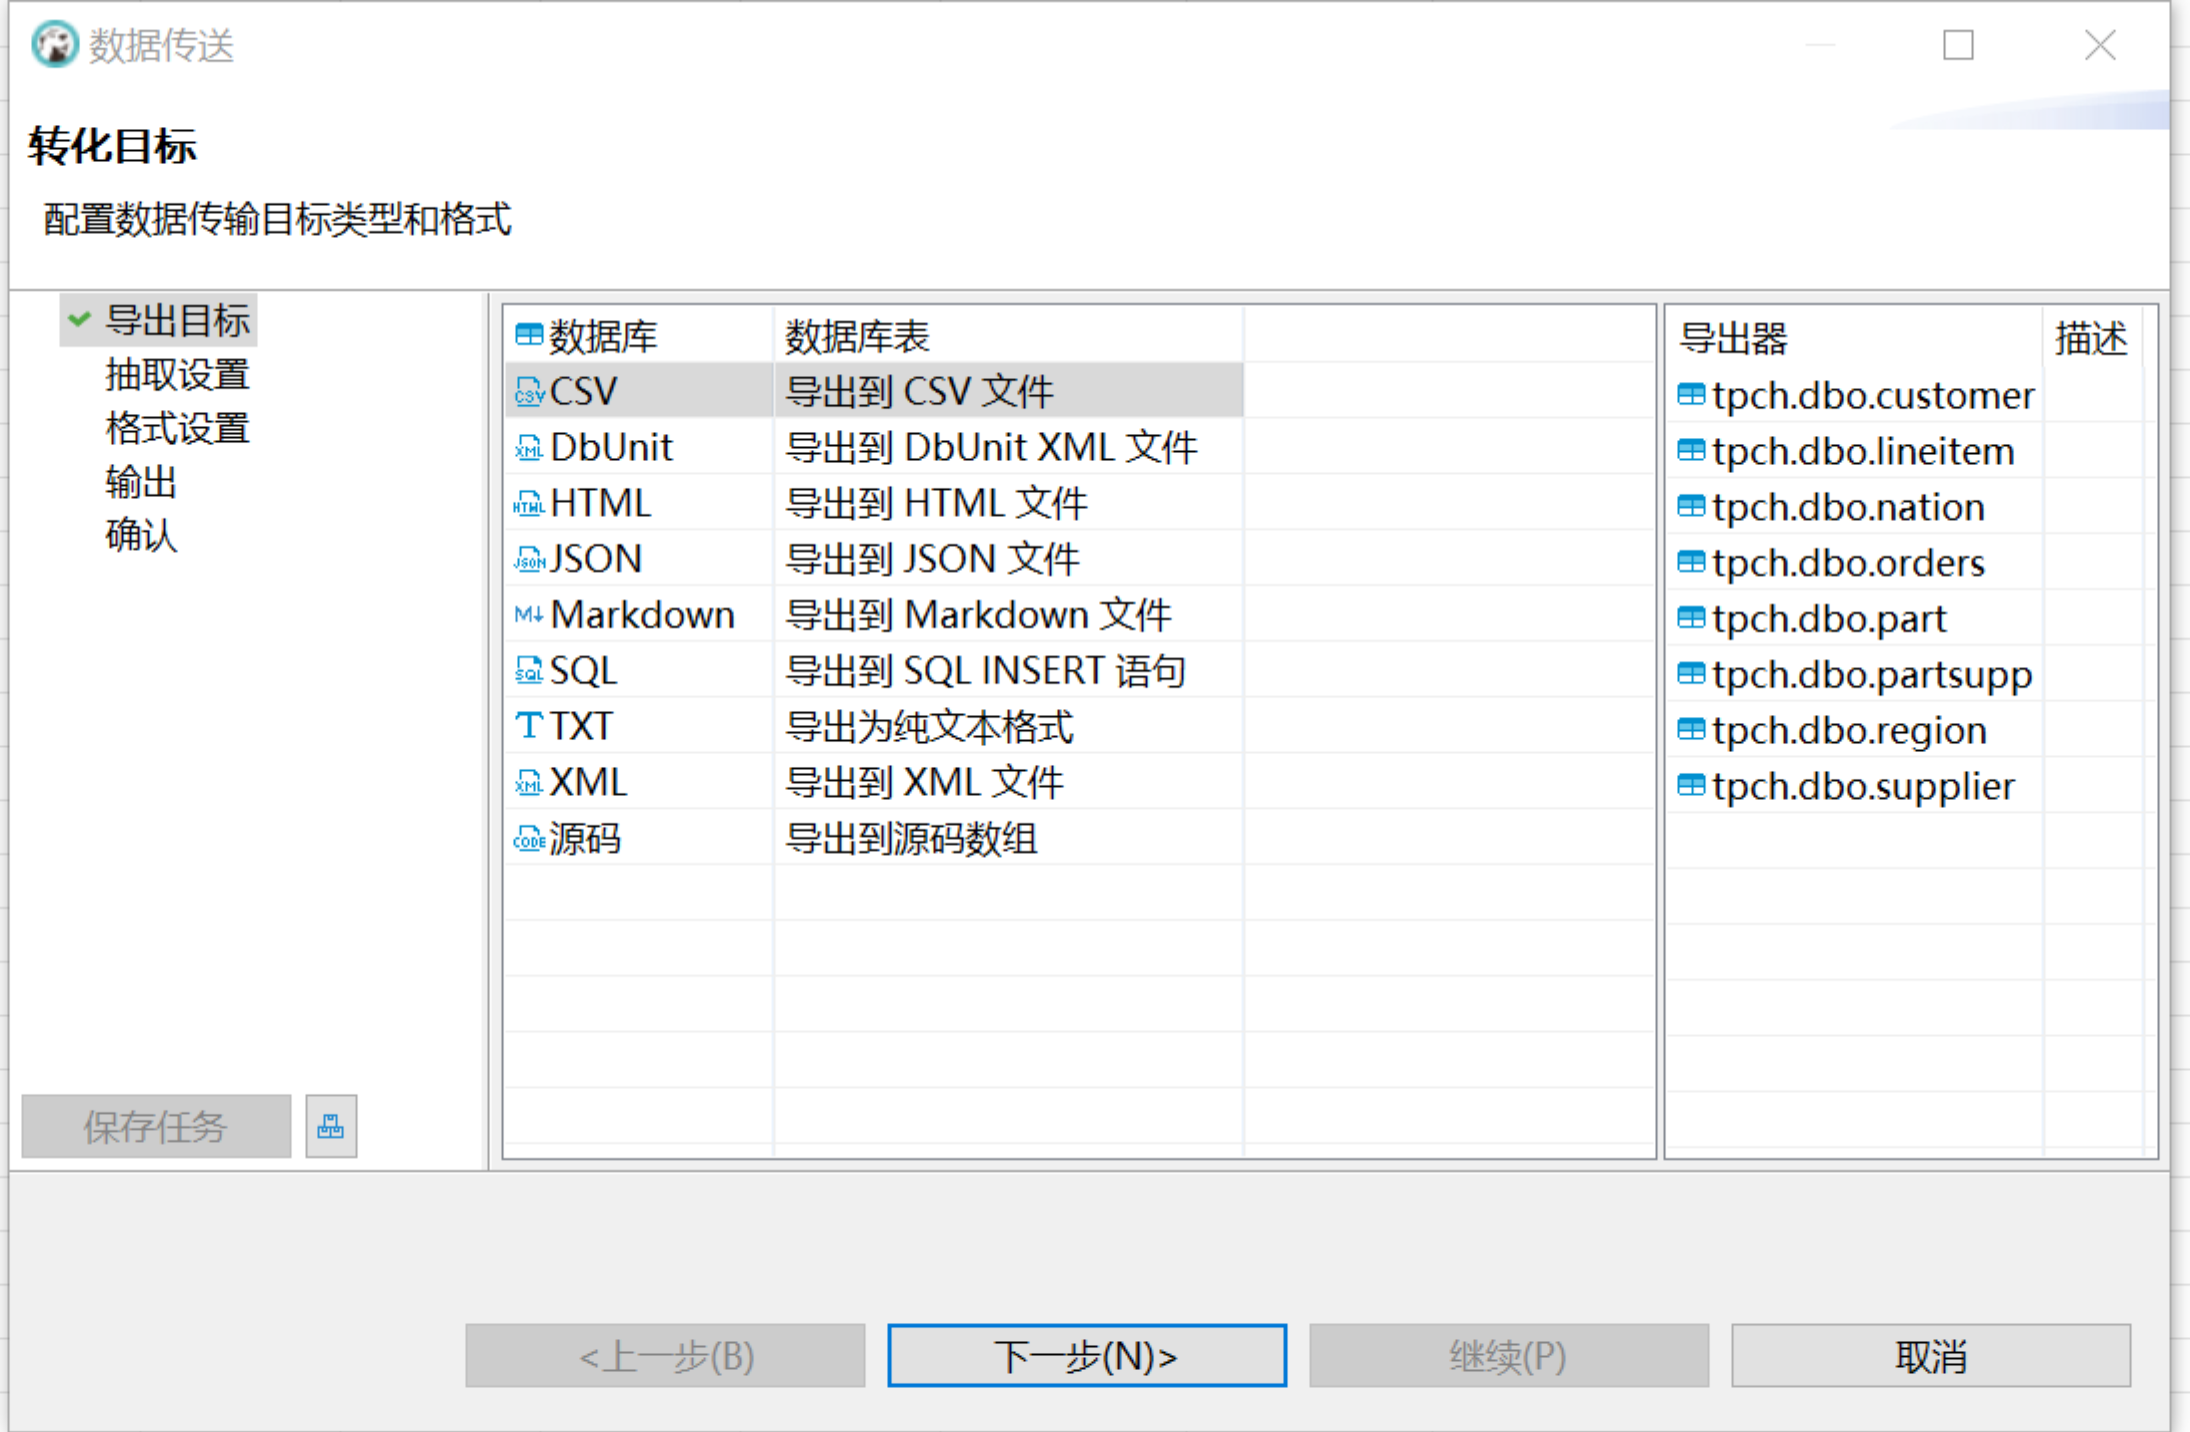 数据传送
转化目标
配置数据传输目标类型和格式
导出目标
抽取设置
格式设置
输出
确认
保存任务
数据库 数据库表
CSV 导出到 CSV 文件
DbUnit 导出到 DbUnit XML 文件
HTML 导出到 HTML 文件
JSON 导出到 JSON 文件
Markdown 导出到 Markdown 文件
SQL 导出到 SQL INSERT 语句
TXT 导出为纯文本格式
XML 导出到 XML 文件
源码 导出到源码数组
导出器 描述
tpch.dbo.customer
tpch.dbo.lineitem
tpch.dbo.nation
tpch.dbo.orders
tpch.dbo.part
tpch.dbo.partsupp
tpch.dbo.region
tpch.dbo.supplier
<上一步(B) 下一步(N)> 继续(P) 取消